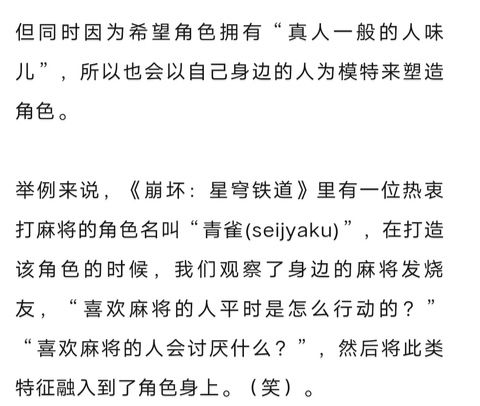 但同时因为希望角色拥有“真人一般的人味
儿”，所以也会以自己身边的人为模特来塑造
角色。
举例来说，《崩坏：星穹铁道》里有一位热衷
打麻将的角色名叫“青雀(seijyaku)”，在打造
该角色的时候，我们观察了身边的麻将发烧
友，“喜欢麻将的人平时是怎么行动的？”
“喜欢麻将的人会讨厌什么？”，然后将此类
特征融入到了角色身上。（笑）。